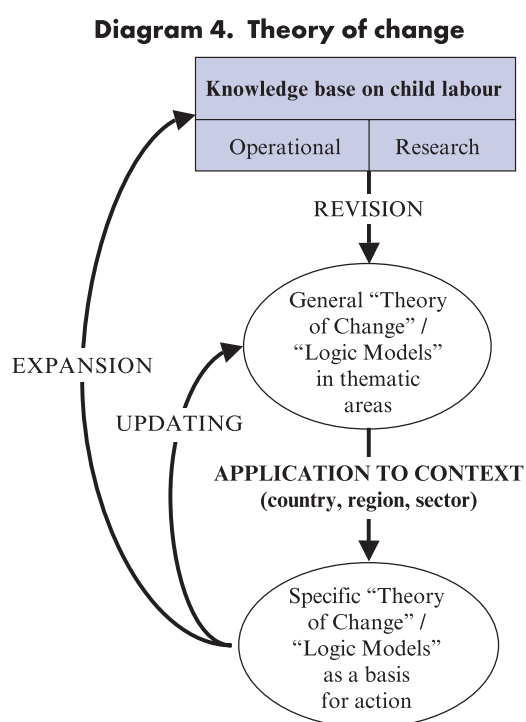 Diagram 4. Theory of change
Knowledge base on child labour
Operational
Research
REVISION
General “Theory
of Change” /
“Logic Models”
in thematic
areas
EXPANSION
UPDATING
APPLICATION TO CONTEXT
(country, region, sector)
Specific “Theory
of Change” /
“Logic Models”
as a basis
for action